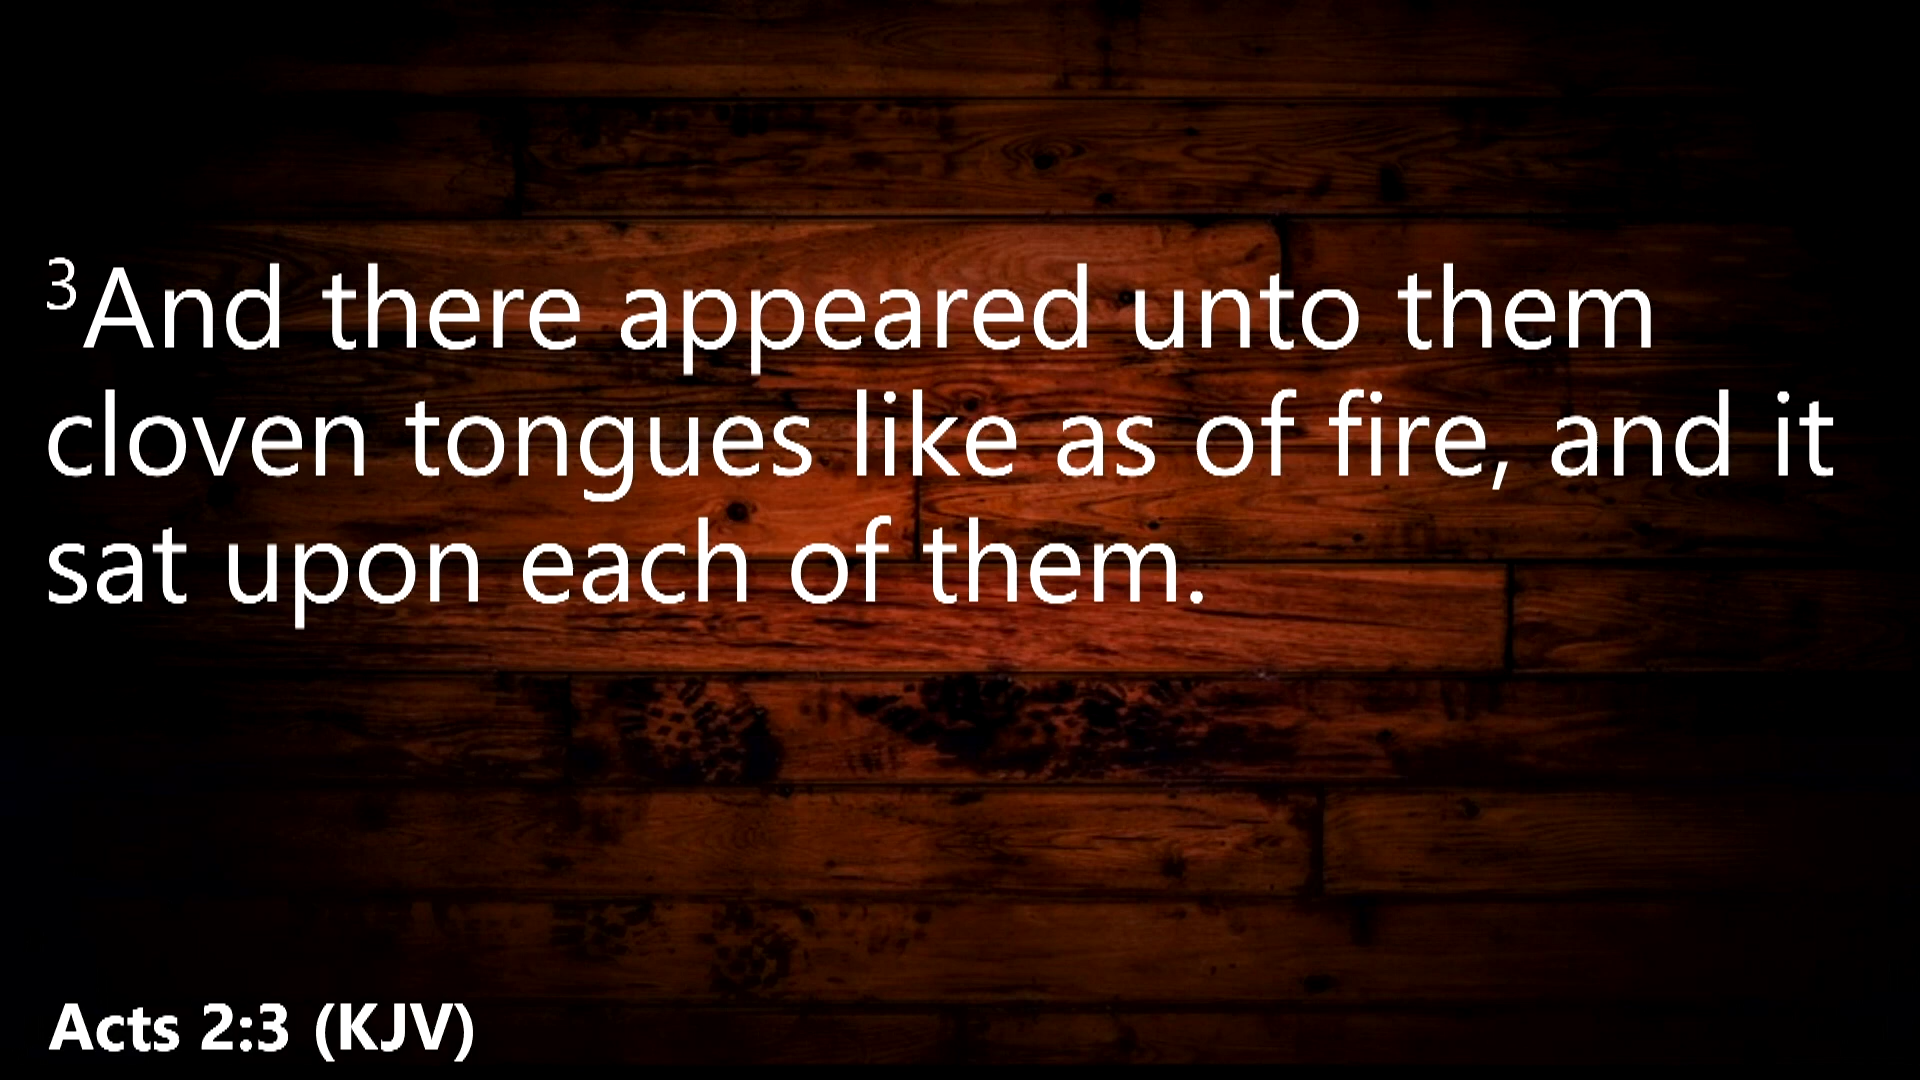 ³And there appeared unto them
cloven tongues like as of fire, and it
sat upon each of them.
Acts 2:3 (KJV)